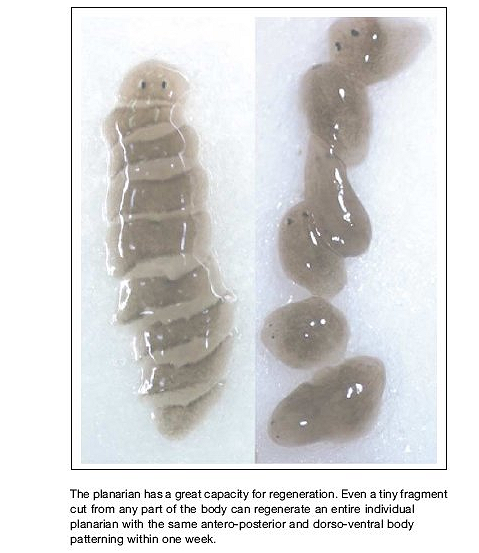 The planarian has a great capacity for regeneration. Even a tiny fragment
cut from any part of the body can regenerate an entire individual
planarian with the same antero-posterior and dorso-ventral body
patterning within one week.